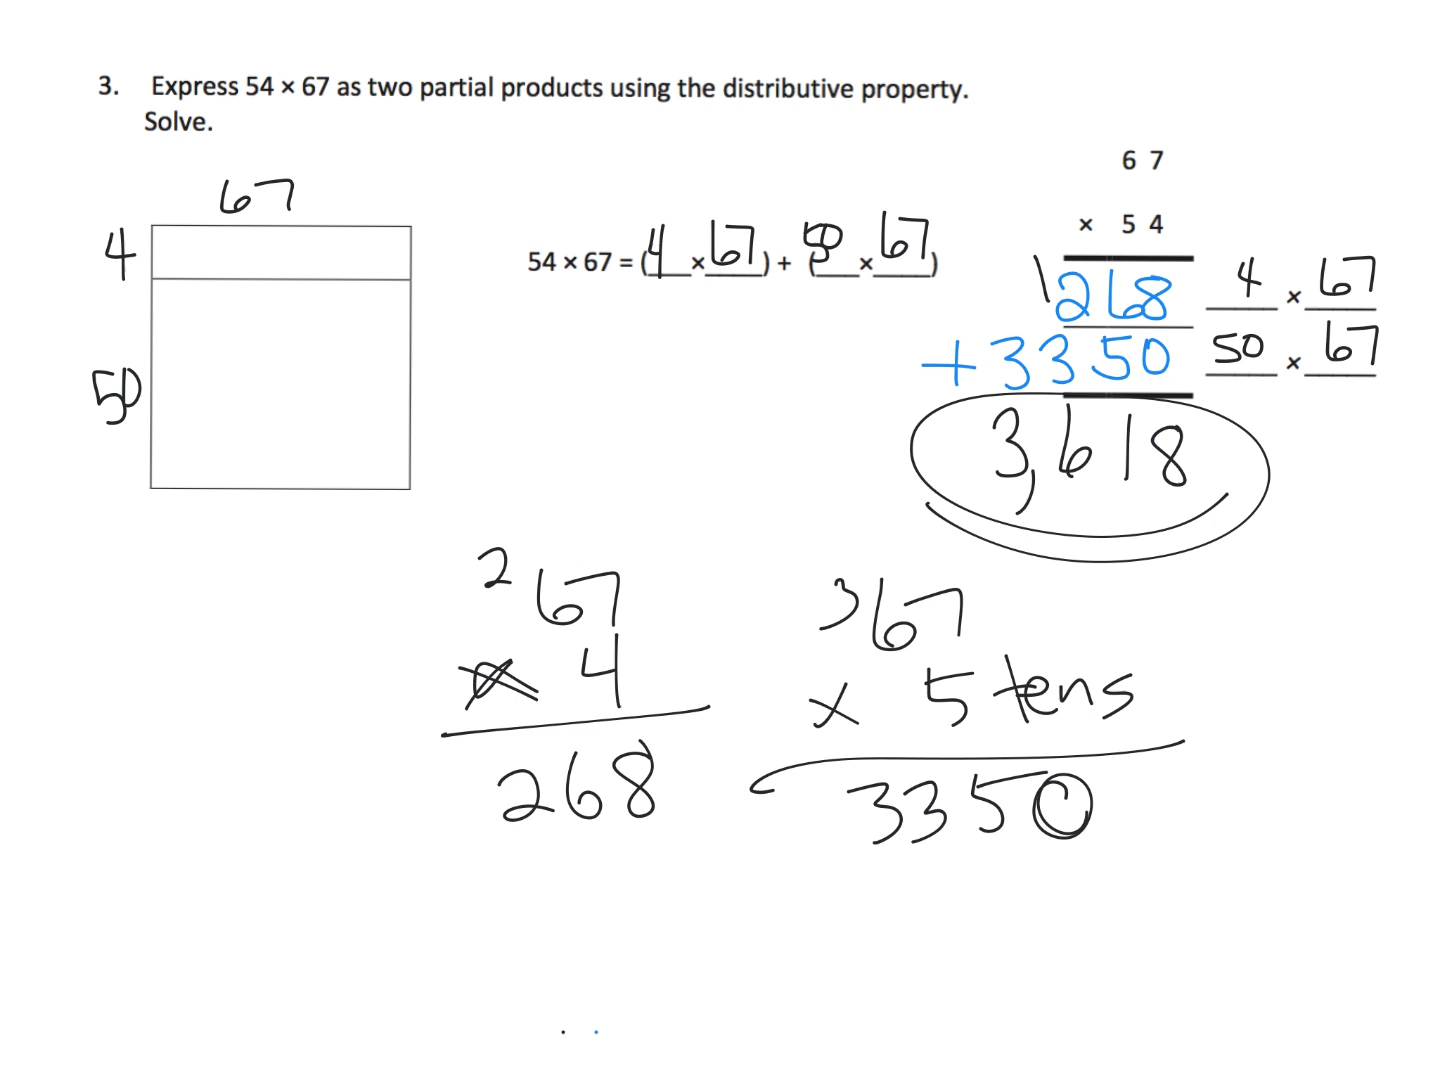 3. Express 54 × 67 as two partial products using the distributive property.
Solve.
67
4
50
54 × 67 = (4 × 67) + (50 × 67)
6 7
× 5 4
1
268 4 × 67
+ 3350 50 × 67
3,618
2
67
× 4
268
3
67
× 5 tens
3350